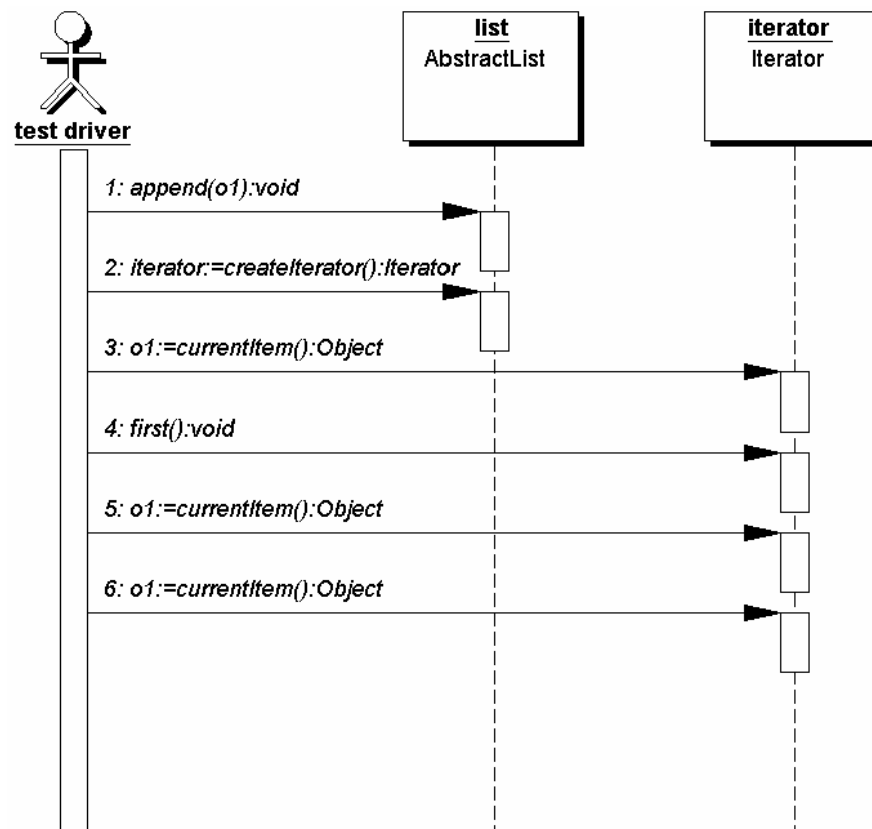 list
AbstractList
iterator
Iterator
test driver
1: append(o1):void
2: iterator:=createIterator():Iterator
3: o1:=currentItem():Object
4: first():void
5: o1:=currentItem():Object
6: o1:=currentItem():Object